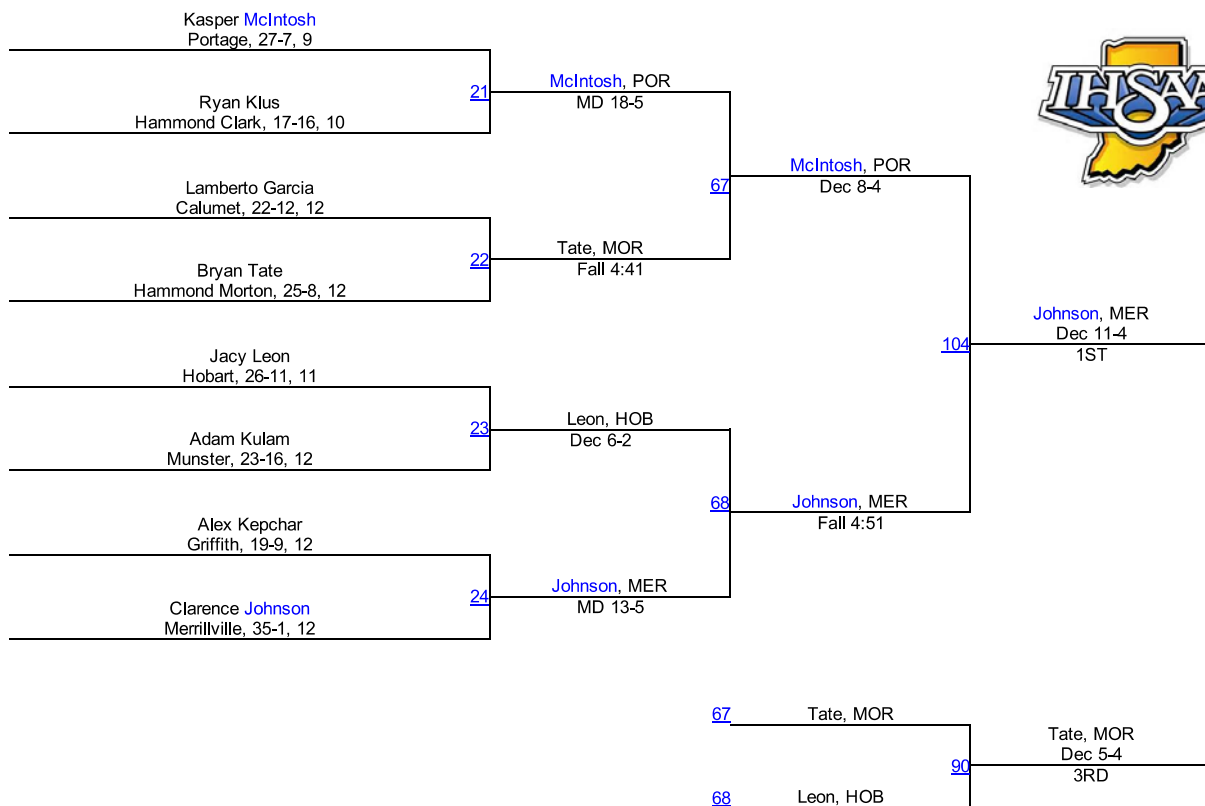 Kasper McIntosh
Portage, 27-7, 9
Ryan Klus
Hammond Clark, 17-16, 10
21
McIntosh, POR
MD 18-5
Lamberto Garcia
Calumet, 22-12, 12
Bryan Tate
Hammond Morton, 25-8, 12
22
Tate, MOR
Fall 4:41
67
McIntosh, POR
Dec 8-4
IHSAA
Jacy Leon
Hobart, 26-11, 11
Adam Kulam
Munster, 23-16, 12
23
Leon, HOB
Dec 6-2
Alex Kepchar
Griffith, 19-9, 12
Clarence Johnson
Merrillville, 35-1, 12
24
Johnson, MER
MD 13-5
68
Johnson, MER
Fall 4:51
104
Johnson, MER
Dec 11-4
1ST
67
Tate, MOR
68
Leon, HOB
90
Tate, MOR
Dec 5-4
3RD